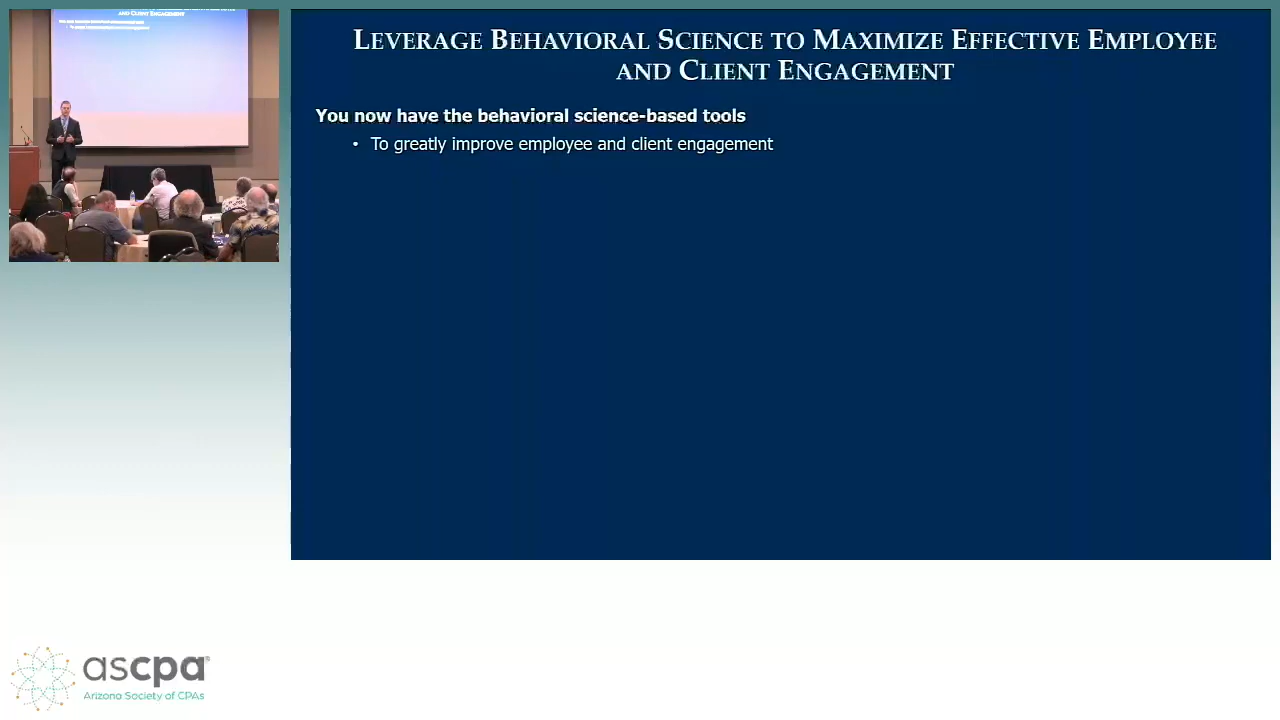 LEVERAGE BEHAVIORAL SCIENCE TO MAXIMIZE EFFECTIVE EMPLOYEE
AND CLIENT ENGAGEMENT
You now have the behavioral science-based tools
• To greatly improve employee and client engagement
ascpa®
Arizona Society of CPAs